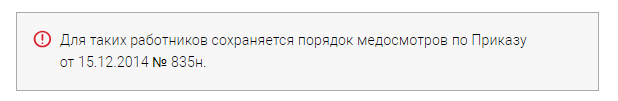 Для таких работников сохраняется порядок медосмотров по Приказу
от 15.12.2014 № 835н.